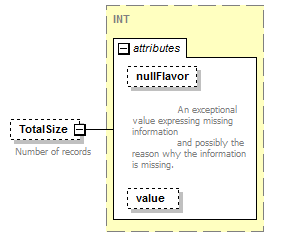 INT
attributes
nullFlavor
An exceptional
value expressing missing
information
and possibly the
reason why the information
is missing.
TotalSize
Number of records
value